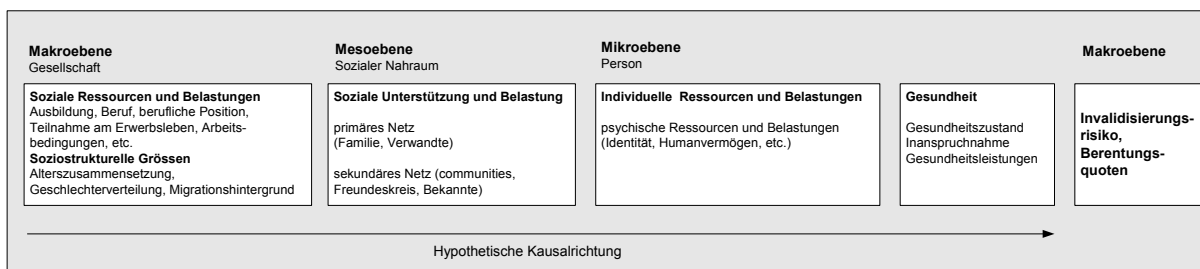 Makroebene
Gesellschaft
Soziale Ressourcen und Belastungen
Ausbildung, Beruf, berufliche Position,
Teilnahme am Erwerbsleben, Arbeits-
bedingungen, etc.
Soziostrukturelle Grössen
Alterszusammensetzung,
Geschlechterverteilung, Migrationshintergrund
Mesoebene
Sozialer Nahraum
Soziale Unterstützung und Belastung
primäres Netz
(Familie, Verwandte)
sekundäres Netz (communities,
Freundeskreis, Bekannte)
Mikroebene
Person
Individuelle Ressourcen und Belastungen
psychische Ressourcen und Belastungen
(Identität, Humanvermögen, etc.)
Gesundheit
Gesundheitszustand
Inanspruchnahme
Gesundheitsleistungen
Makroebene
Invalidisierungs-
risiko,
Berentungs-
quoten
Hypothetische Kausalrichtung